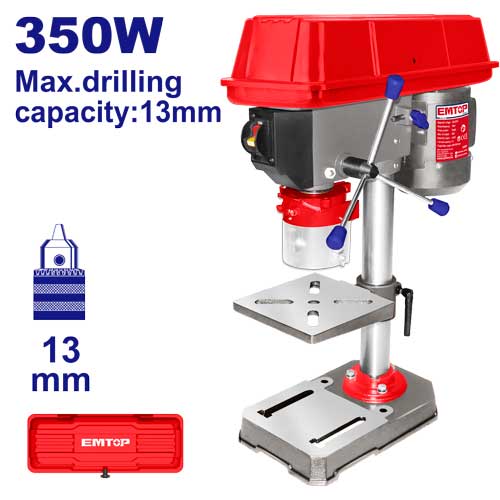 350W
Max.drilling
capacity:13mm
EMTOP
13
mm
EMTOP